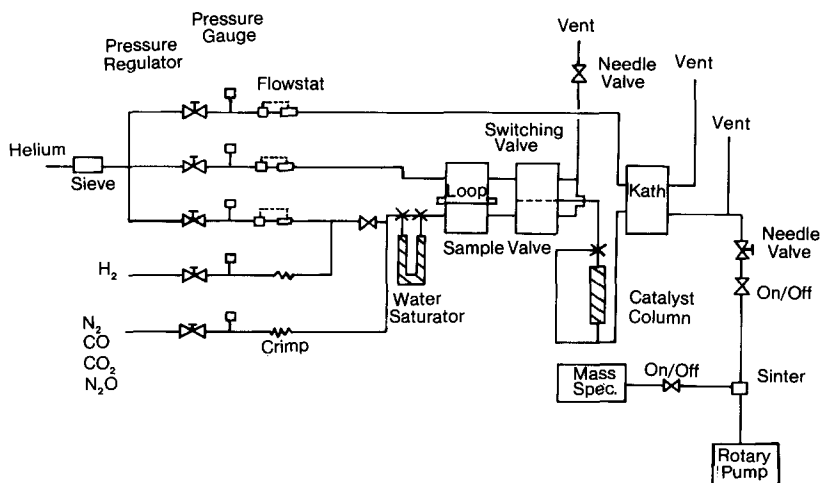 Vent
Pressure
Gauge
Pressure
Regulator
Needle
Valve
Vent
Flowstat
Vent
Switching
Valve
Helium
Sieve
Loop
Kath
Sample Valve
Needle
Valve
H₂
Water
Saturator
Catalyst
Column
On/Off
N₂
CO
CO₂
N₂O
Crimp
Mass
Spec.
On/Off
Sinter
Rotary
Pump